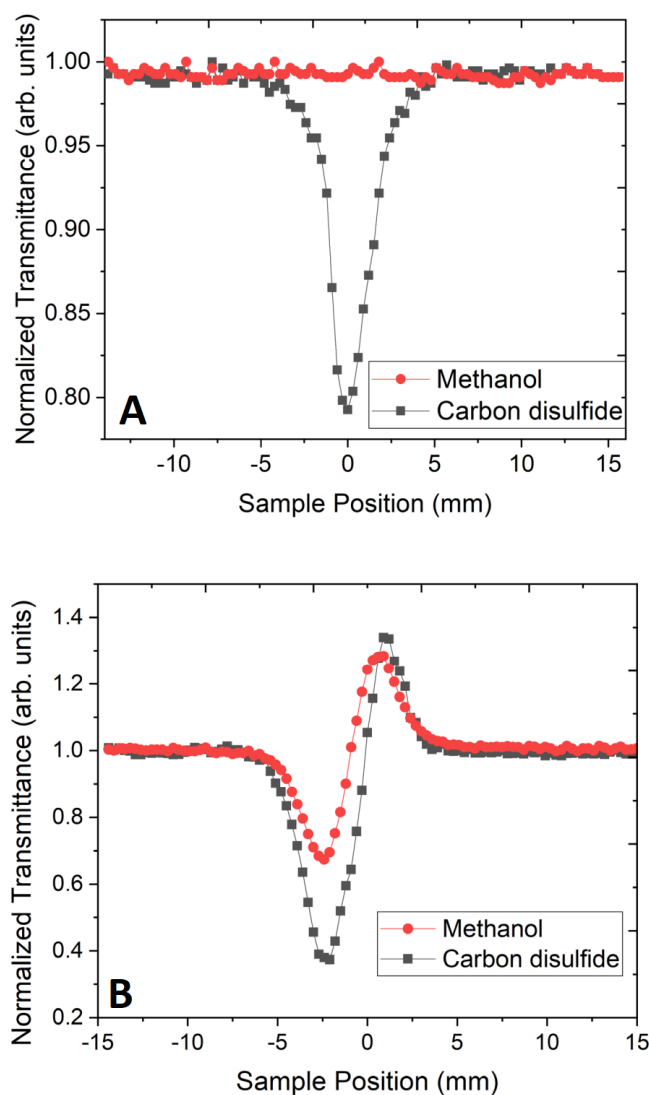 Normalized Transmittance (arb. units)
1.00
0.95
0.90
0.85
0.80
A
Methanol
Carbon disulfide
-10
-5
0
5
10
15
Sample Position (mm)
Normalized Transmittance (arb. units)
1.4
1.2
1.0
0.8
0.6
0.4
0.2
B
Methanol
Carbon disulfide
-15
-10
-5
0
5
10
15
Sample Position (mm)